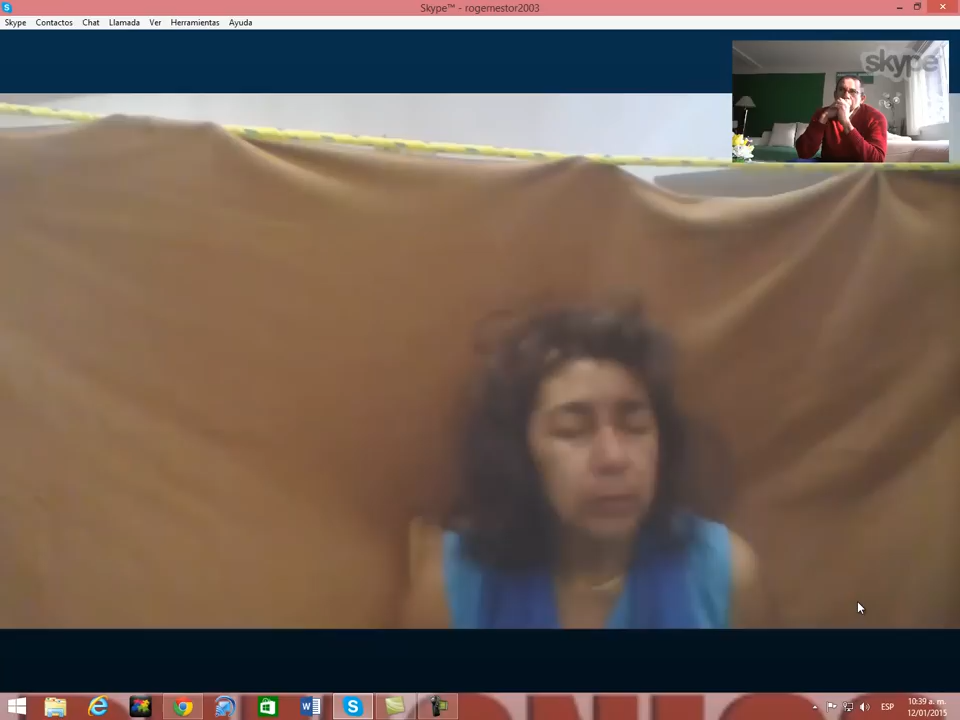 Skype™ - rogemestor2003
Skype Contactos Chat Llamada Ver Herramientas Ayuda
skype
ESP
10:39 a. m.
12/01/2015